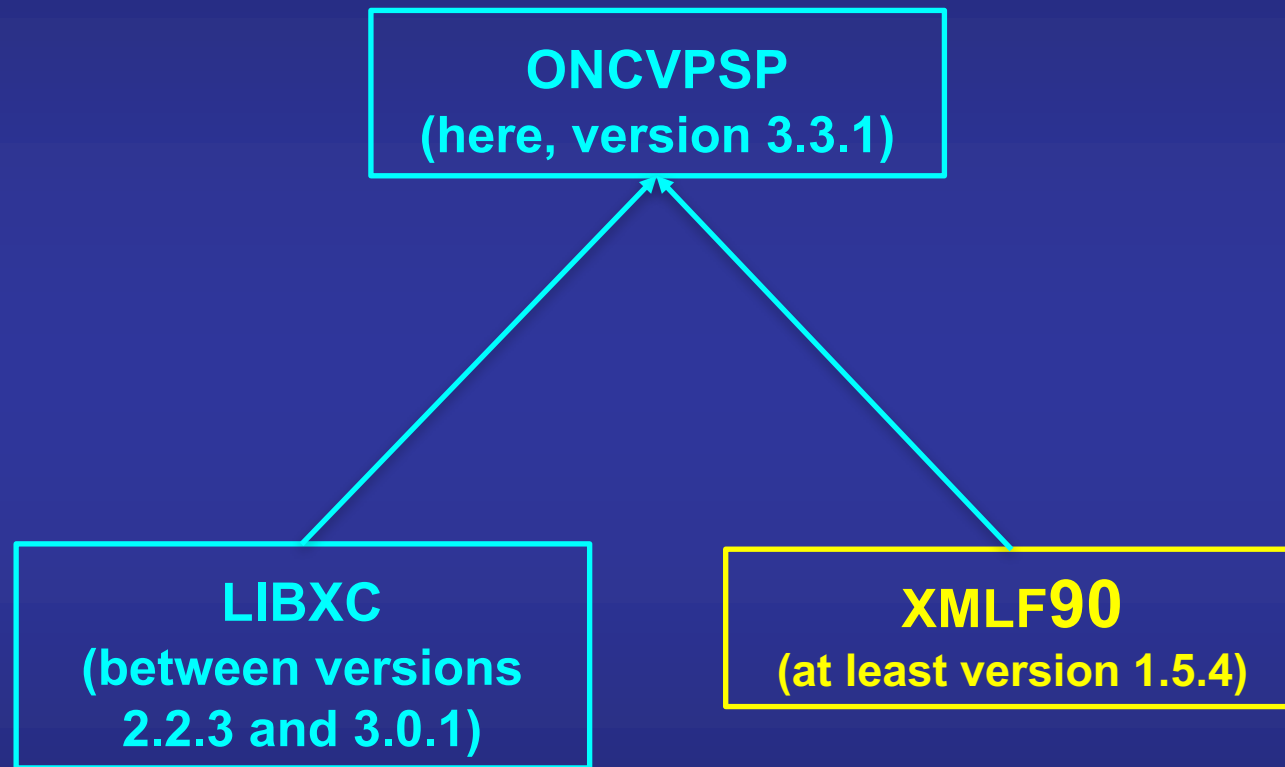 ONCVPSP
(here, version 3.3.1)
LIBXC
(between versions
2.2.3 and 3.0.1)
XMLF90
(at least version 1.5.4)